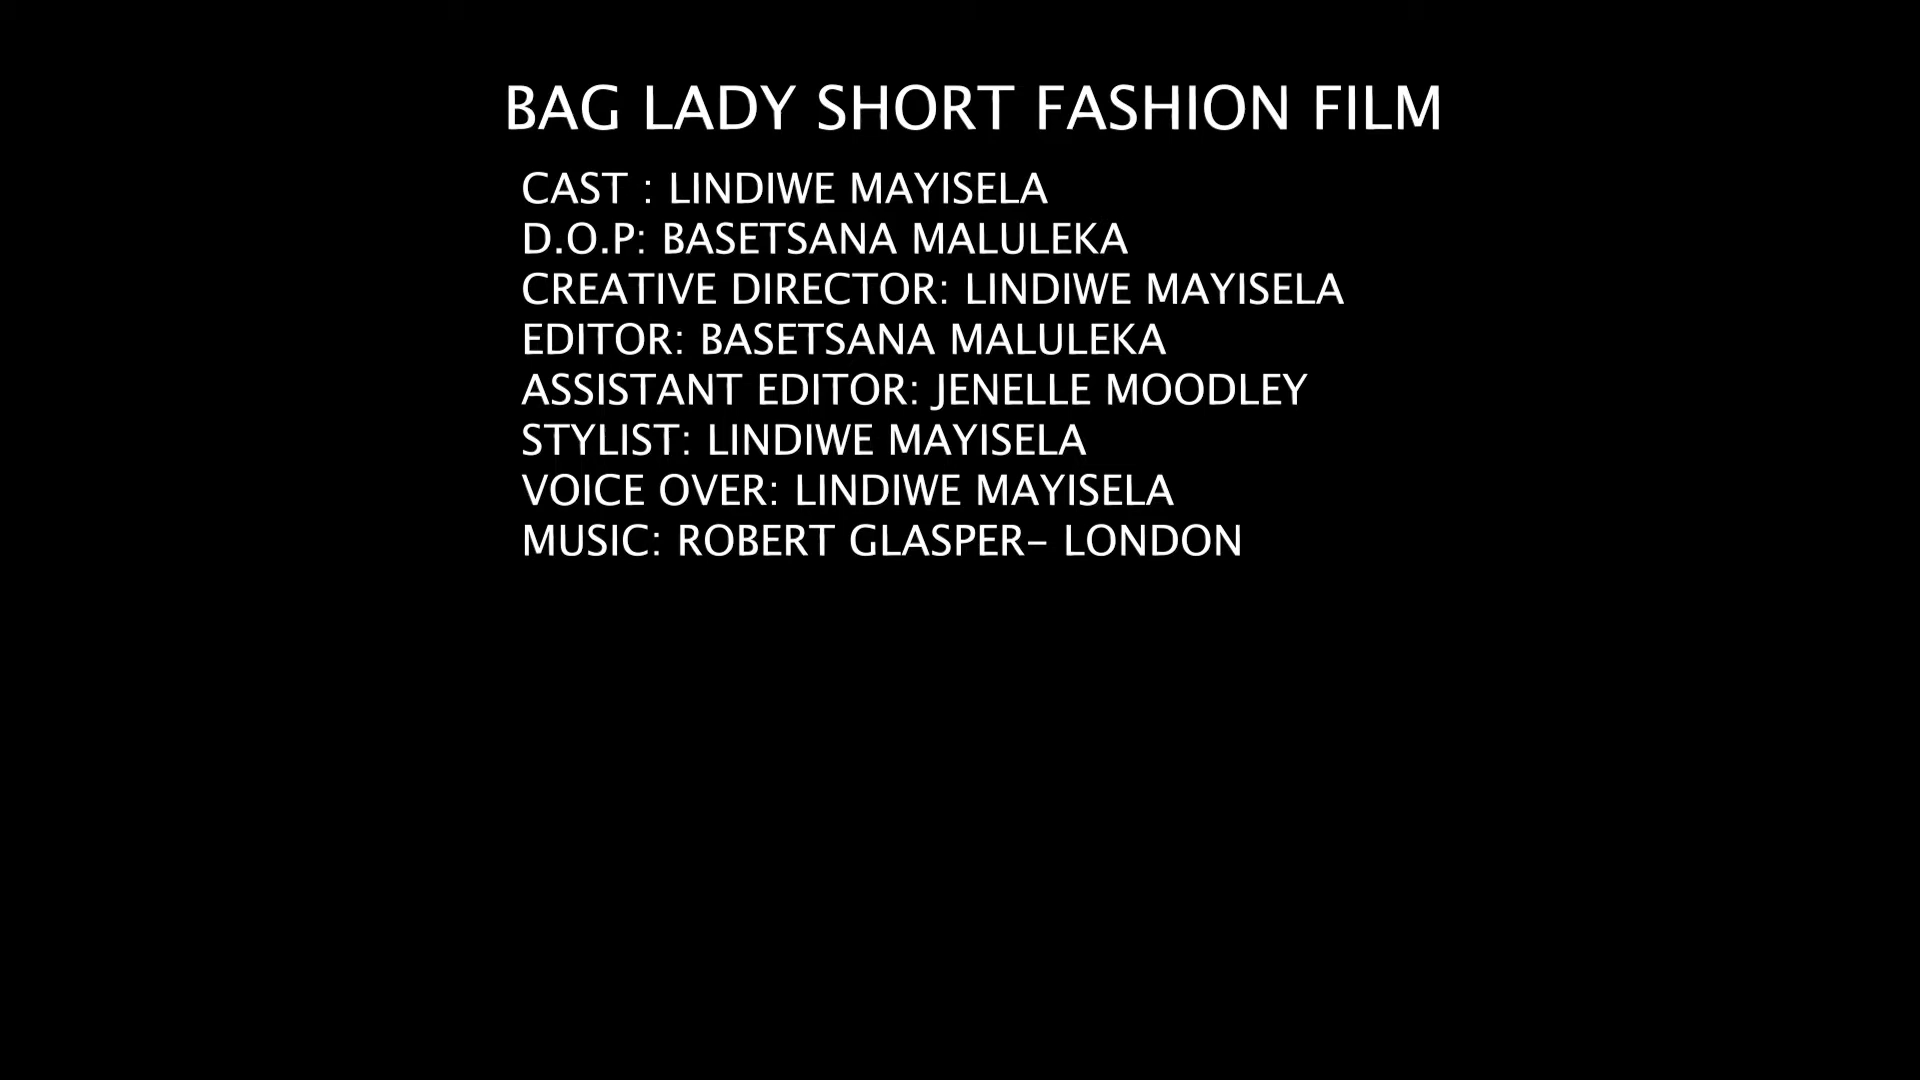 BAG LADY SHORT FASHION FILM
CAST : LINDIWE MAYISELA
D.O.P: BASETSANA MALULEKA
CREATIVE DIRECTOR: LINDIWE MAYISELA
EDITOR: BASETSANA MALULEKA
ASSISTANT EDITOR: JENELLE MOODLEY
STYLIST: LINDIWE MAYISELA
VOICE OVER: LINDIWE MAYISELA
MUSIC: ROBERT GLASPER– LONDON